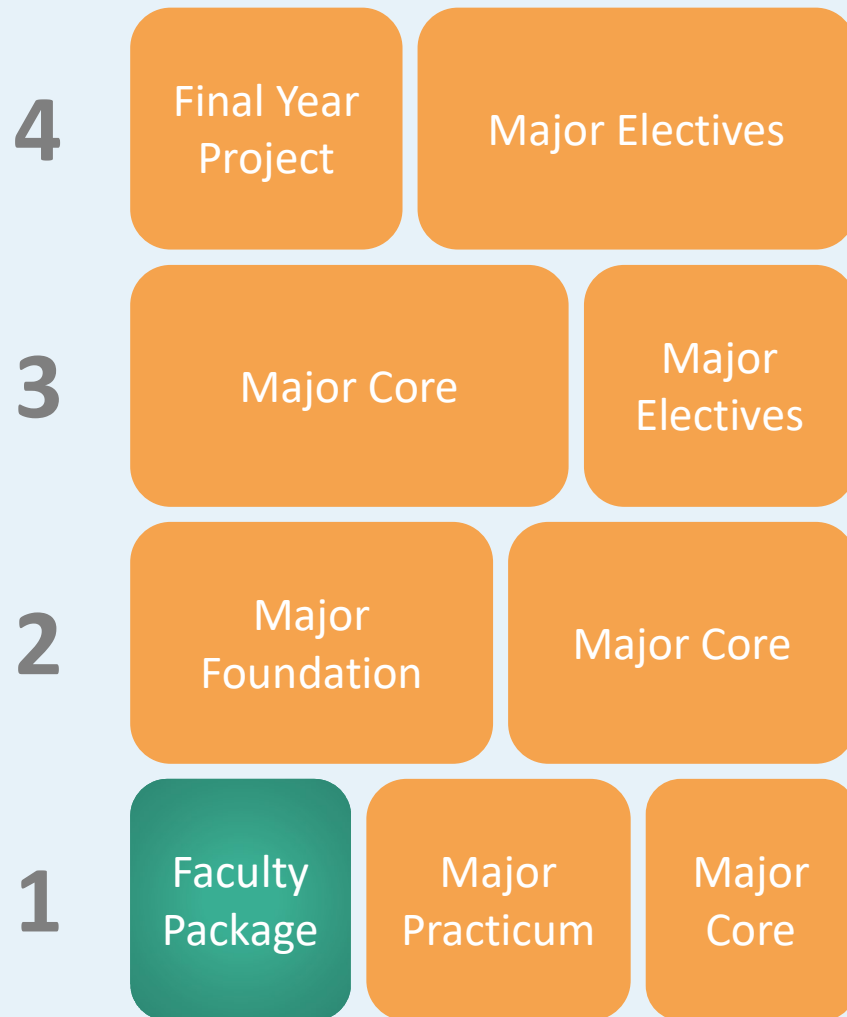 4
Final Year
Project
Major Electives
3
Major Core
Major
Electives
2
Major
Foundation
Major Core
1
Faculty
Package
Major
Practicum
Major
Core